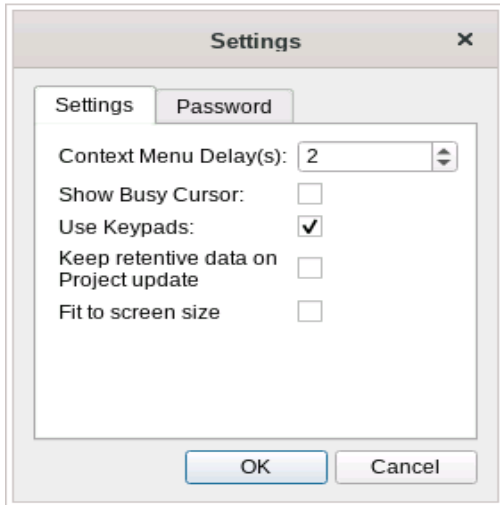 Settings
Settings Password
Context Menu Delay(s): 2
Show Busy Cursor:
Use Keypads:
Keep retentive data on
Project update
Fit to screen size
OK Cancel